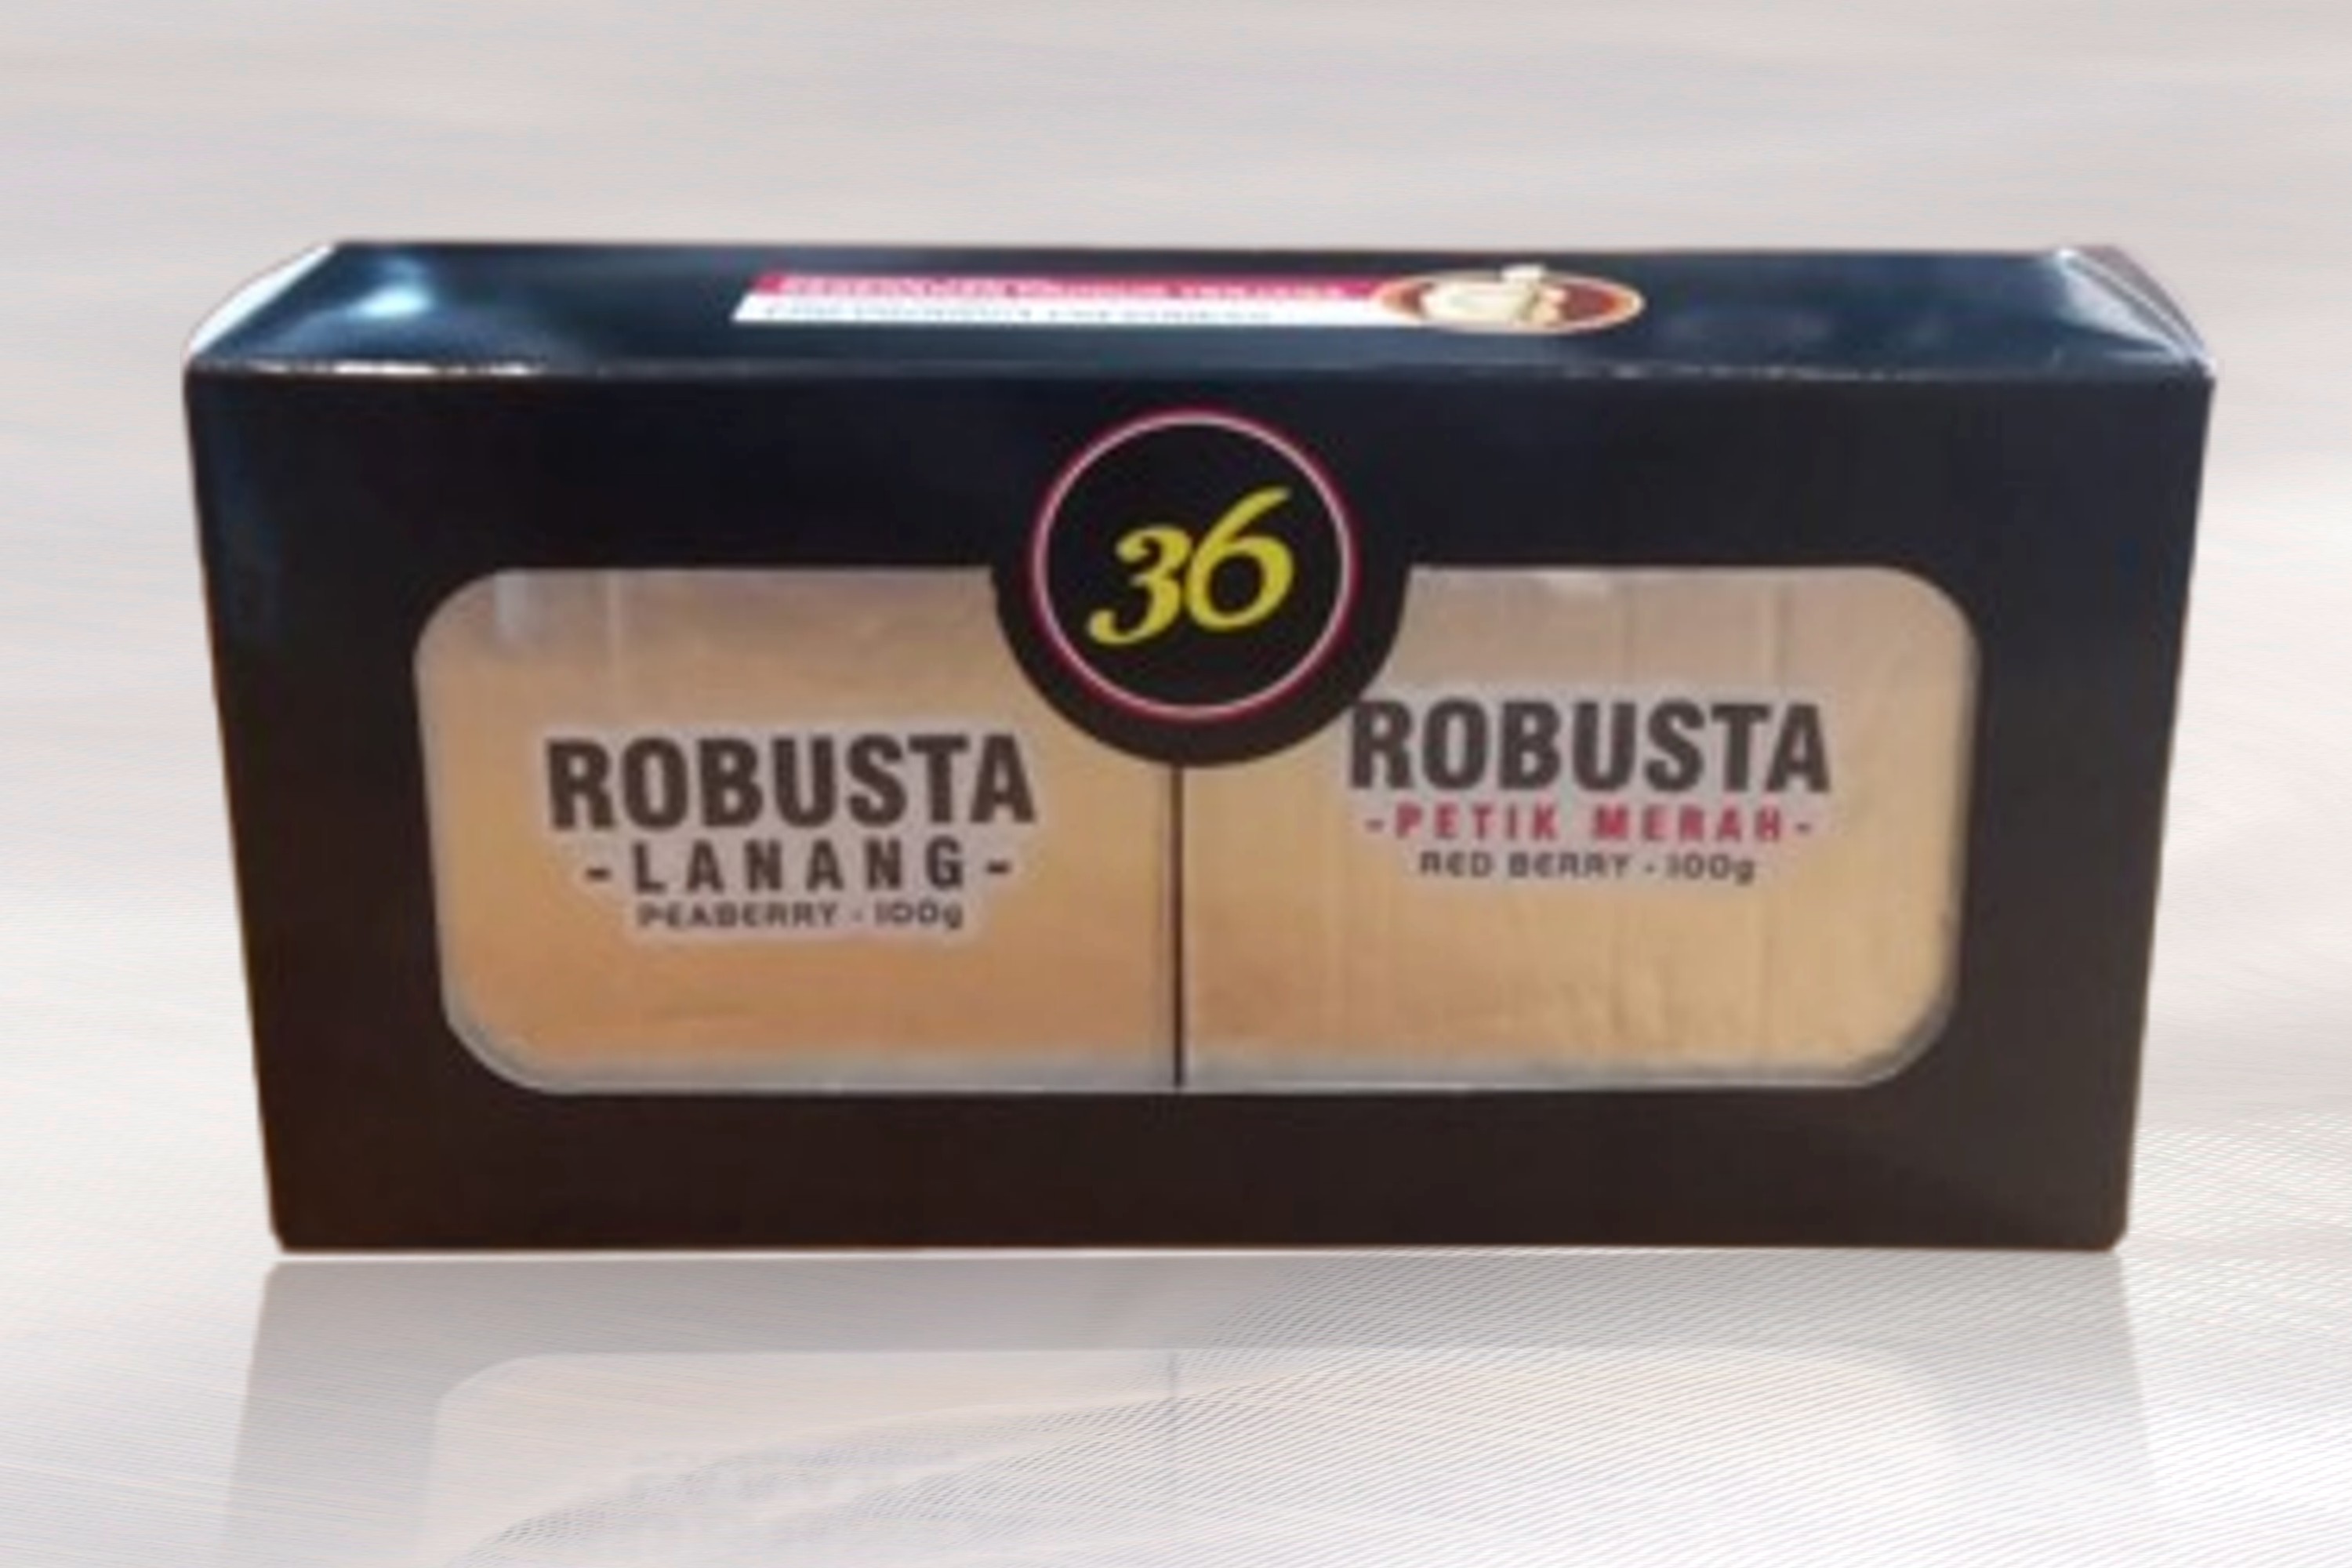 36
ROBUSTA
-LANANG-
PEABERRY - 100g
ROBUSTA
-PETIK MERAH-
RED BERRY - 100g